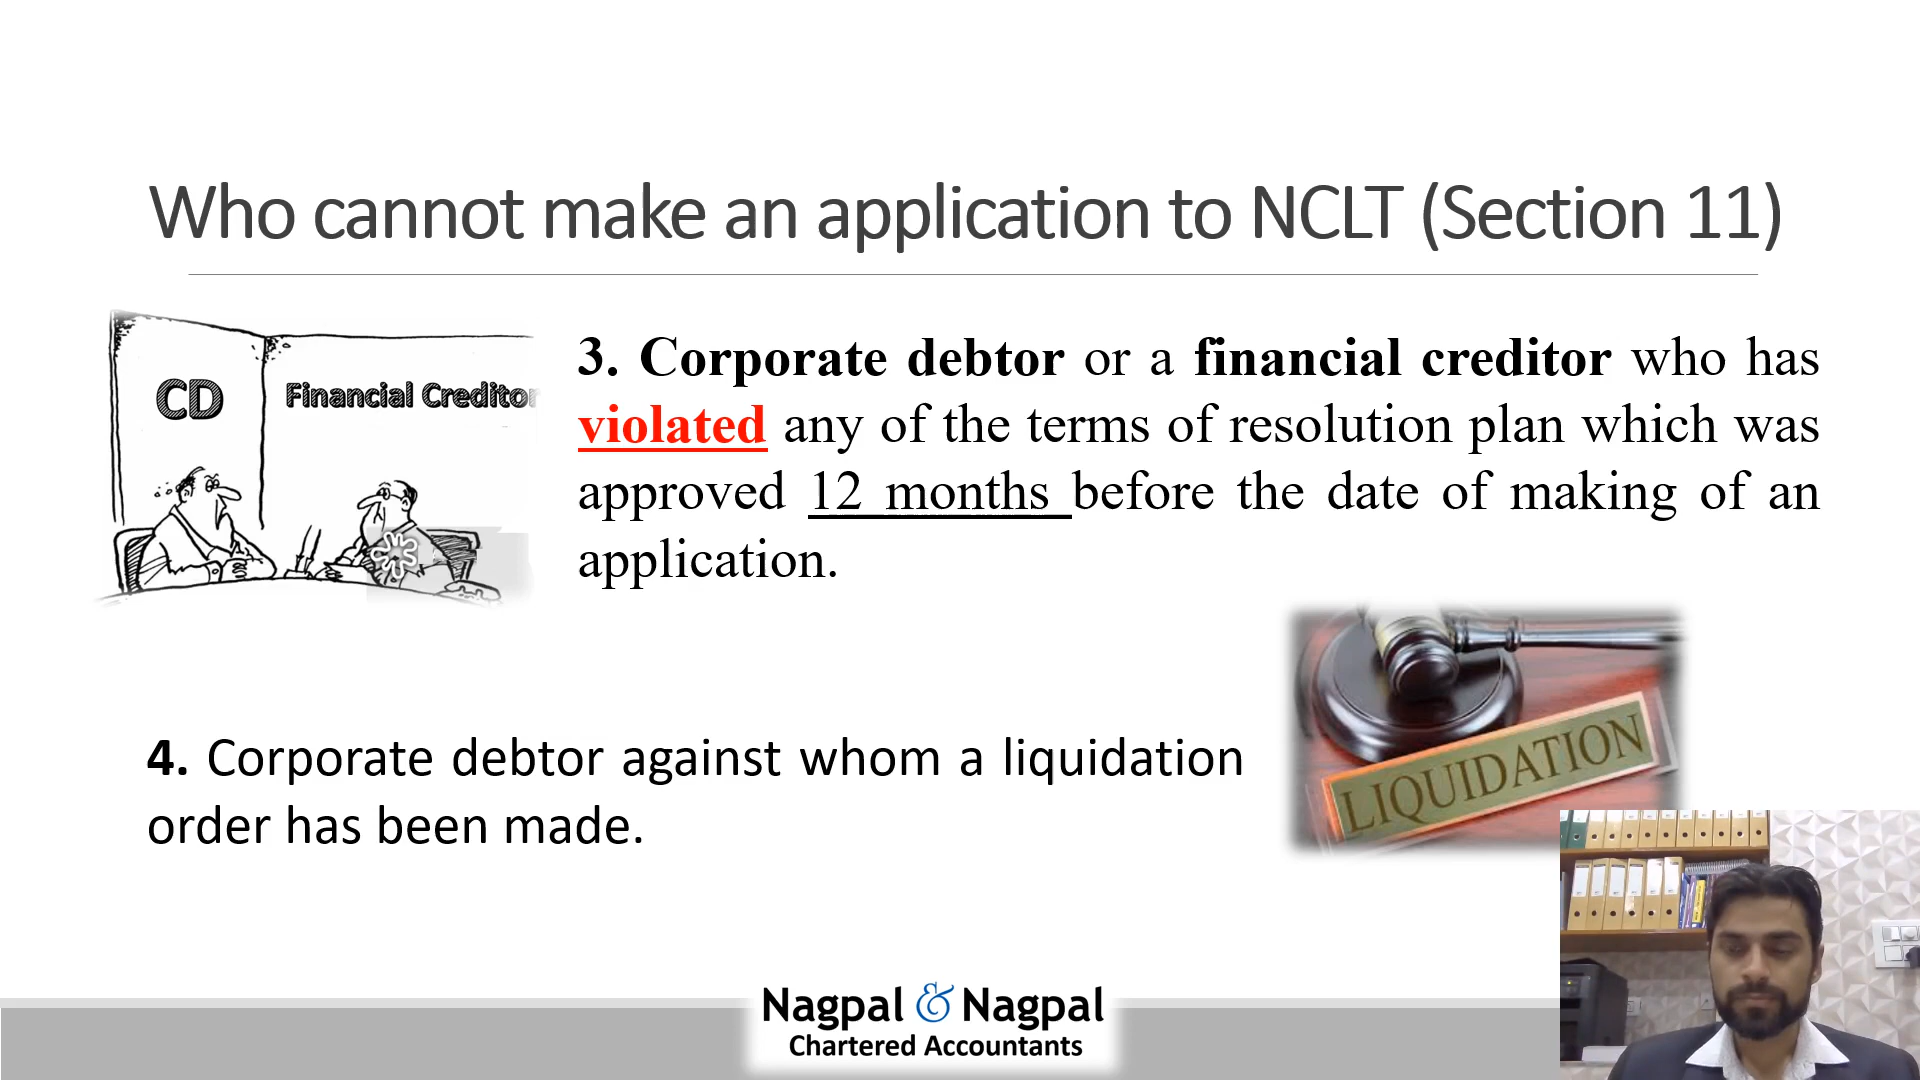 Who cannot make an application to NCLT (Section 11)
CD
Financial Creditor
3. Corporate debtor or a financial creditor who has
violated any of the terms of resolution plan which was
approved 12 months before the date of making of an
application.
LIQUIDATION
4. Corporate debtor against whom a liquidation
order has been made.
Nagpal & Nagpal
Chartered Accountants